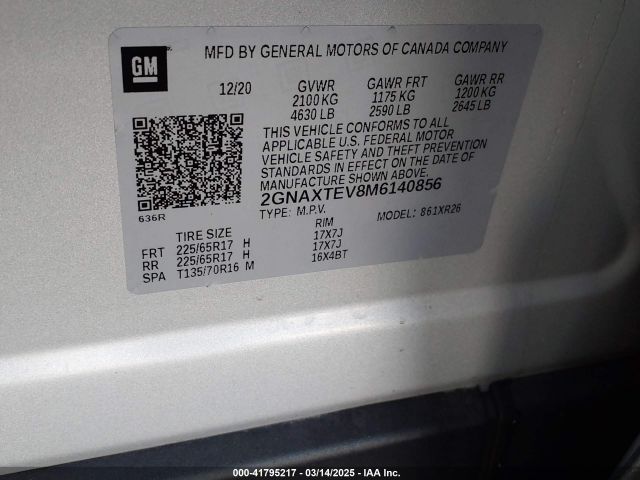 GM
MFD BY GENERAL MOTORS OF CANADA COMPANY
12/20 GVWR GAWR FRT GAWR RR
2100 KG 1175 KG 1200 KG
4630 LB 2590 LB 2645 LB
THIS VEHICLE CONFORMS TO ALL
APPLICABLE U.S. FEDERAL MOTOR
VEHICLE SAFETY AND THEFT PREVENTION
STANDARDS IN EFFECT ON THE DATE OF
MANUFACTURE SHOWN ABOVE.
2GNAXTEV8M6140856
636R
TYPE: M.P.V. MODEL: 861XR26
TIRE SIZE RIM
FRT 225/65R17 H 17X7J
RR 225/65R17 H 17X7J
SPA T135/70R16 M 16X4BT
000-41795217 - 03/14/2025 - IAA Inc.